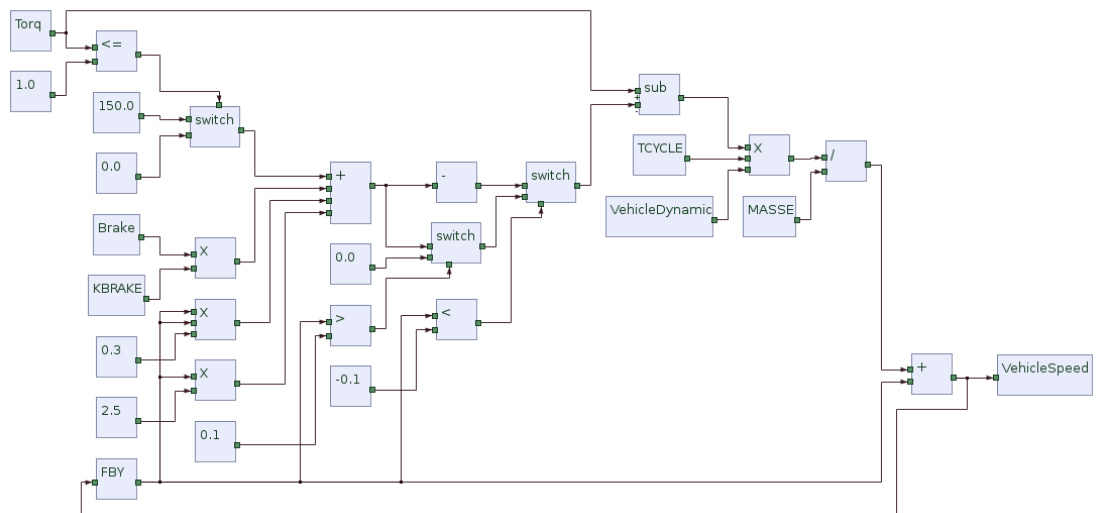 Torq
<=
1.0
150.0
switch
0.0
Brake
X
KBRAKE
X
0.3
X
2.5
0.1
FBY
+
-
switch
switch
0.0
>
<
-0.1
sub
+
-
TCYCLE
X
/
VehicleDynamic
MASSE
+
VehicleSpeed